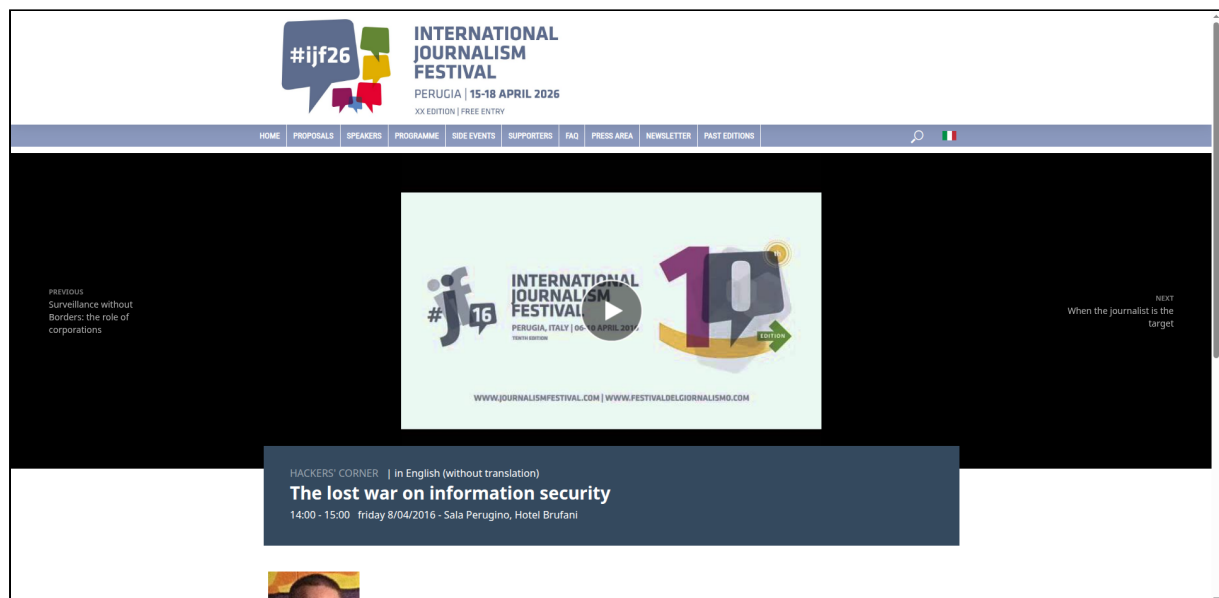 #ijf26
INTERNATIONAL
JOURNALISM
FESTIVAL
PERUGIA | 15-18 APRIL 2026
XX EDITION | FREE ENTRY
HOME PROPOSALS SPEAKERS PROGRAMME SIDE EVENTS SUPPORTERS FAQ PRESS AREA NEWSLETTER PAST EDITIONS
PREVIOUS
Surveillance without
Borders: the role of
corporations
#ijf16
INTERNATIONAL
JOURNALISM
FESTIVAL
PERUGIA, ITALY | 06-10 APRIL 2016
TENTH EDITION
10
EDITION
WWW.JOURNALISMFESTIVAL.COM | WWW.FESTIVALDELGIORNALISMO.COM
NEXT
When the journalist is the
target
HACKERS' CORNER | in English (without translation)
The lost war on information security
14:00 - 15:00 friday 8/04/2016 - Sala Perugino, Hotel Brufani